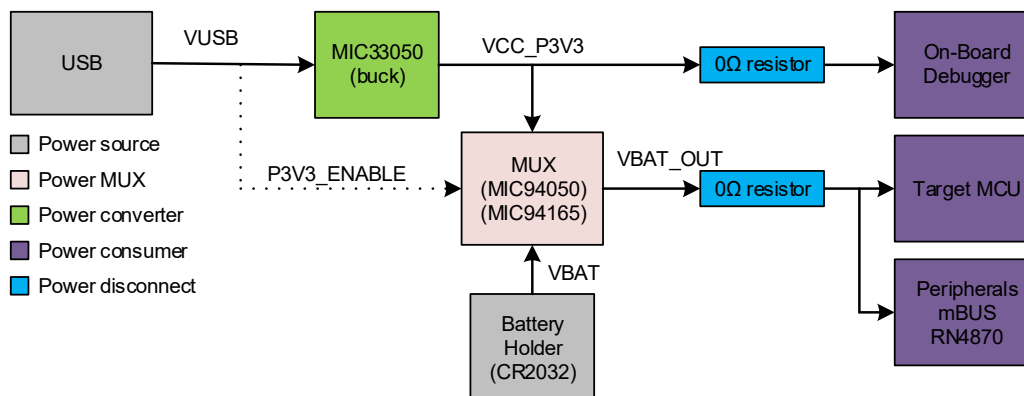 USB
VUSB
MIC33050
(buck)
VCC_P3V3
0Ω resistor
On-Board
Debugger
Power source
Power MUX
Power converter
Power consumer
Power disconnect
P3V3_ENABLE
MUX
(MIC94050)
(MIC94165)
VBAT_OUT
0Ω resistor
Target MCU
VBAT
Battery
Holder
(CR2032)
Peripherals
mBUS
RN4870